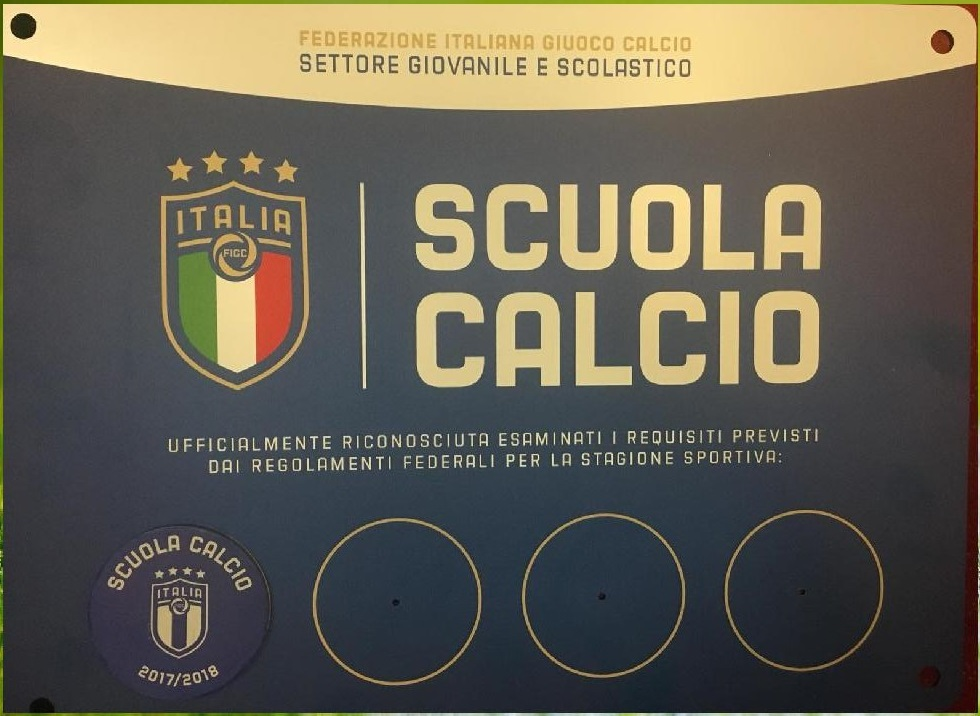 FEDERAZIONE ITALIANA GIUOCO CALCIO
SETTORE GIOVANILE E SCOLASTICO
ITALIA
FIGC
SCUOLA
CALCIO
UFFICIALMENTE RICONOSCIUTA ESAMINATI I REQUISITI PREVISTI
DAI REGOLAMENTI FEDERALI PER LA STAGIONE SPORTIVA:
SCUOLA CALCIO
ITALIA
2017/2018